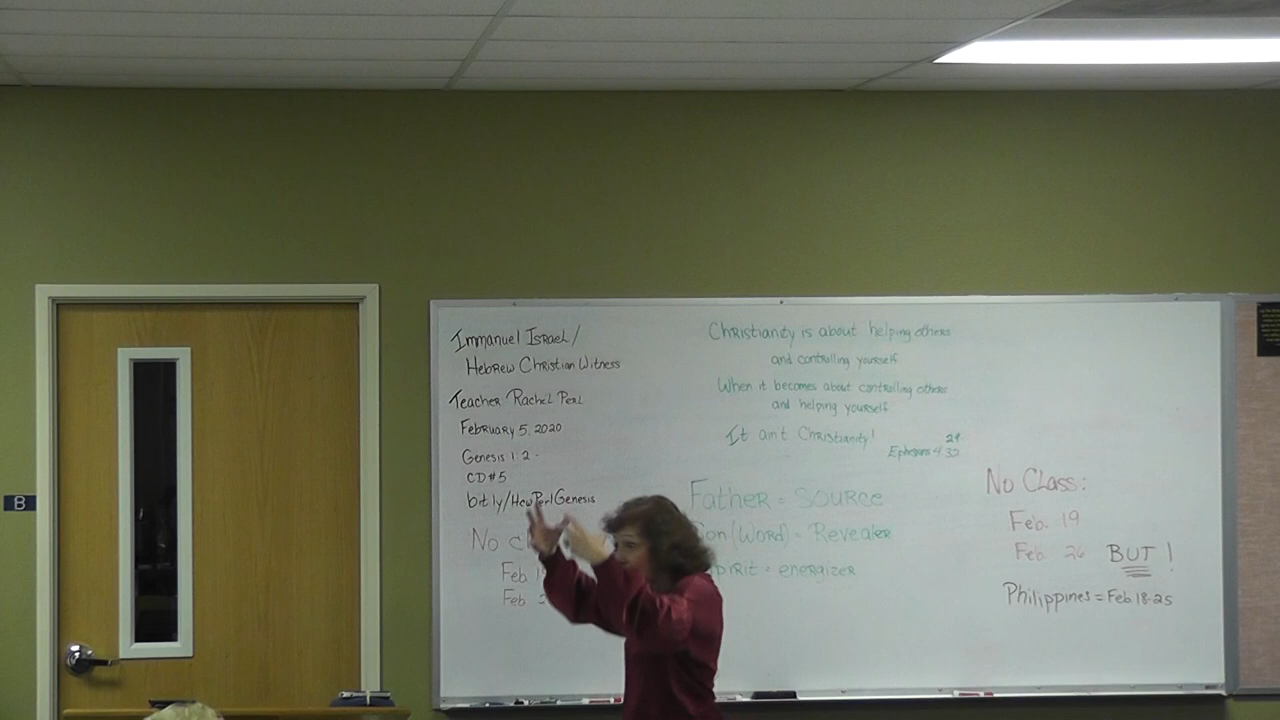 B
Immanuel Israel/
Hebrew Christian Witness
Teacher Rachel Perl
February 5, 2020
Genesis 1:2 -
CD#5
bit.ly/HcwPerlGenesis
No
Feb
Feb
Christianity is about helping others
and controlling yourself
When it becomes about controlling others
and helping yourself
It ain't Christianity!
Ephesians 4 29
32
Father = Source
Son (Word) = Revealer
Spirit = energizer
No Class:
Feb. 19
Feb. 26 BUT!
Philippines = Feb. 18-25